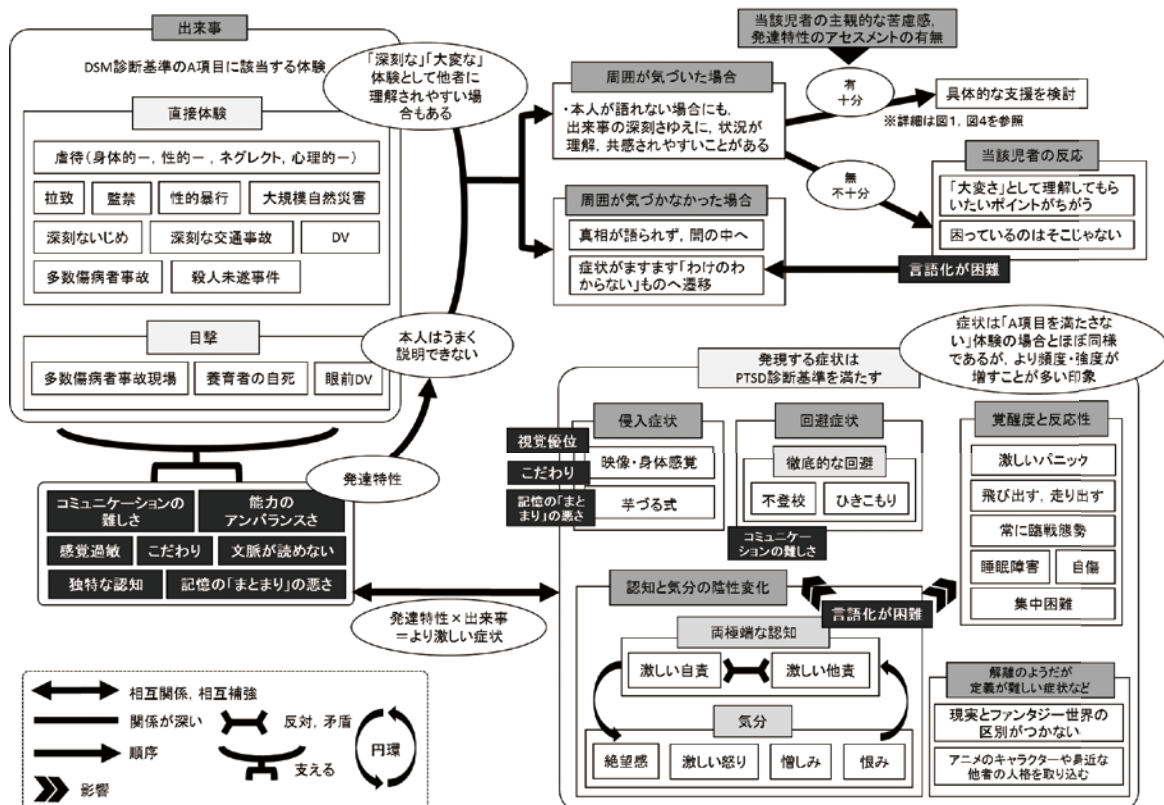 出来事
DSM診断基準のA項目に該当する体験
直接体験
虐待(身体的ー, 性的ー , ネグレクト, 心理的ー)
拉致
監禁
性的暴行
大規模自然災害
深刻ないじめ
深刻な交通事故
DV
多数傷病者事故
殺人未遂事件
目撃
多数傷病者事故現場
養育者の自死
眼前DV
「深刻な」「大変な」
体験として他者に
理解されやすい場
合もある
本人はうまく
説明できない
発達特性
コミュニケーションの
難しさ
能力の
アンバランスさ
感覚過敏
こだわり
文脈が読めない
独特な認知
記憶の「まとまり」の悪さ
発達特性×出来事
＝より激しい症状
当該児者の主観的な苦慮感,
発達特性のアセスメントの有無
周囲が気づいた場合
・本人が語れない場合にも,
出来事の深刻さゆえに, 状況が
理解, 共感されやすいことがある
有
十分
具体的な支援を検討
※詳細は図1, 図4を参照
無
不十分
当該児者の反応
「大変さ」として理解してもら
いたいポイントがちがう
困っているのはそこじゃない
周囲が気づかなかった場合
真相が語られず, 闇の中へ
症状がますます「わけのわ
からない」ものへ遷移
言語化が困難
症状は「A項目を満たさな
い」体験の場合とほぼ同様
であるが, より頻度・強度が
増すことが多い印象
発現する症状は
PTSD診断基準を満たす
侵入症状
視覚優位
こだわり
記憶の「まと
まり」の悪さ
映像・身体感覚
芋づる式
回避症状
徹底的な回避
不登校
ひきこもり
コミュニケー
ションの難しさ
覚醒度と反応性
激しいパニック
飛び出す, 走り出す
常に臨戦態勢
睡眠障害
自傷
集中困難
認知と気分の陰性変化
言語化が困難
両極端な認知
激しい自責
激しい他責
気分
絶望感
激しい怒り
憎しみ
恨み
解離のようだが
定義が難しい症状など
現実とファンタジー世界の
区別がつかない
アニメのキャラクターや身近な
他者の人格を取り込む
相互関係, 相互補強
関係が深い
反対, 矛盾
順序
支える
円環
影響